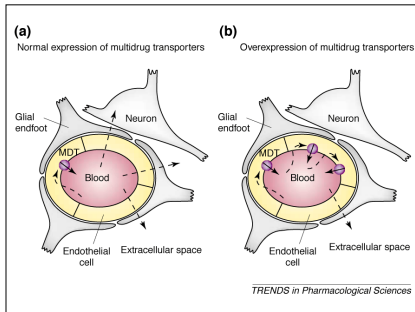 (a)
Normal expression of multidrug transporters
Glial
endfoot
Neuron
MDT
Blood
Extracellular space
Endothelial
cell
(b)
Overexpression of multidrug transporters
Glial
endfoot
Neuron
MDT
Blood
Extracellular space
Endothelial
cell
TRENDS in Pharmacological Sciences